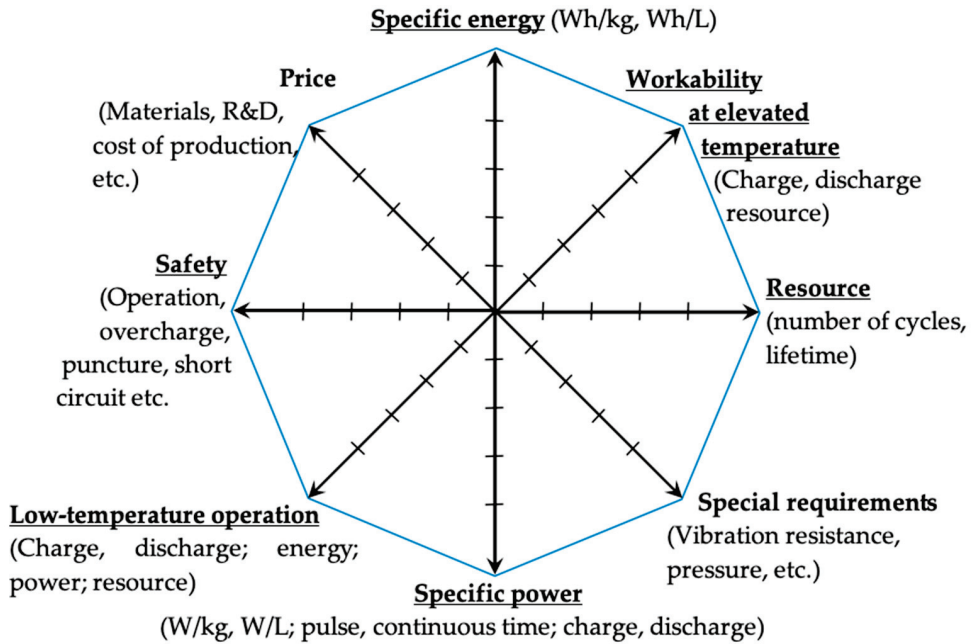 Specific energy (Wh/kg, Wh/L)
Price
(Materials, R&D,
cost of production,
etc.)
Workability
at elevated
temperature
(Charge, discharge
resource)
Safety
(Operation,
overcharge,
puncture, short
circuit etc.
Resource
(number of cycles,
lifetime)
Low-temperature operation
(Charge, discharge; energy;
power; resource)
Special requirements
(Vibration resistance,
pressure, etc.)
Specific power
(W/kg, W/L; pulse, continuous time; charge, discharge)